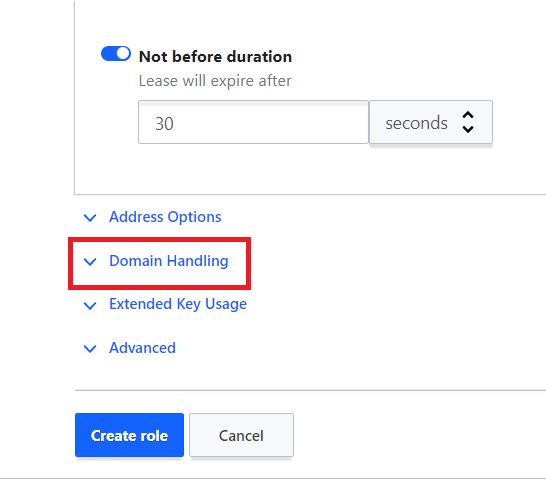 Not before duration
Lease will expire after
30 seconds
Address Options
Domain Handling
Extended Key Usage
Advanced
Create role Cancel